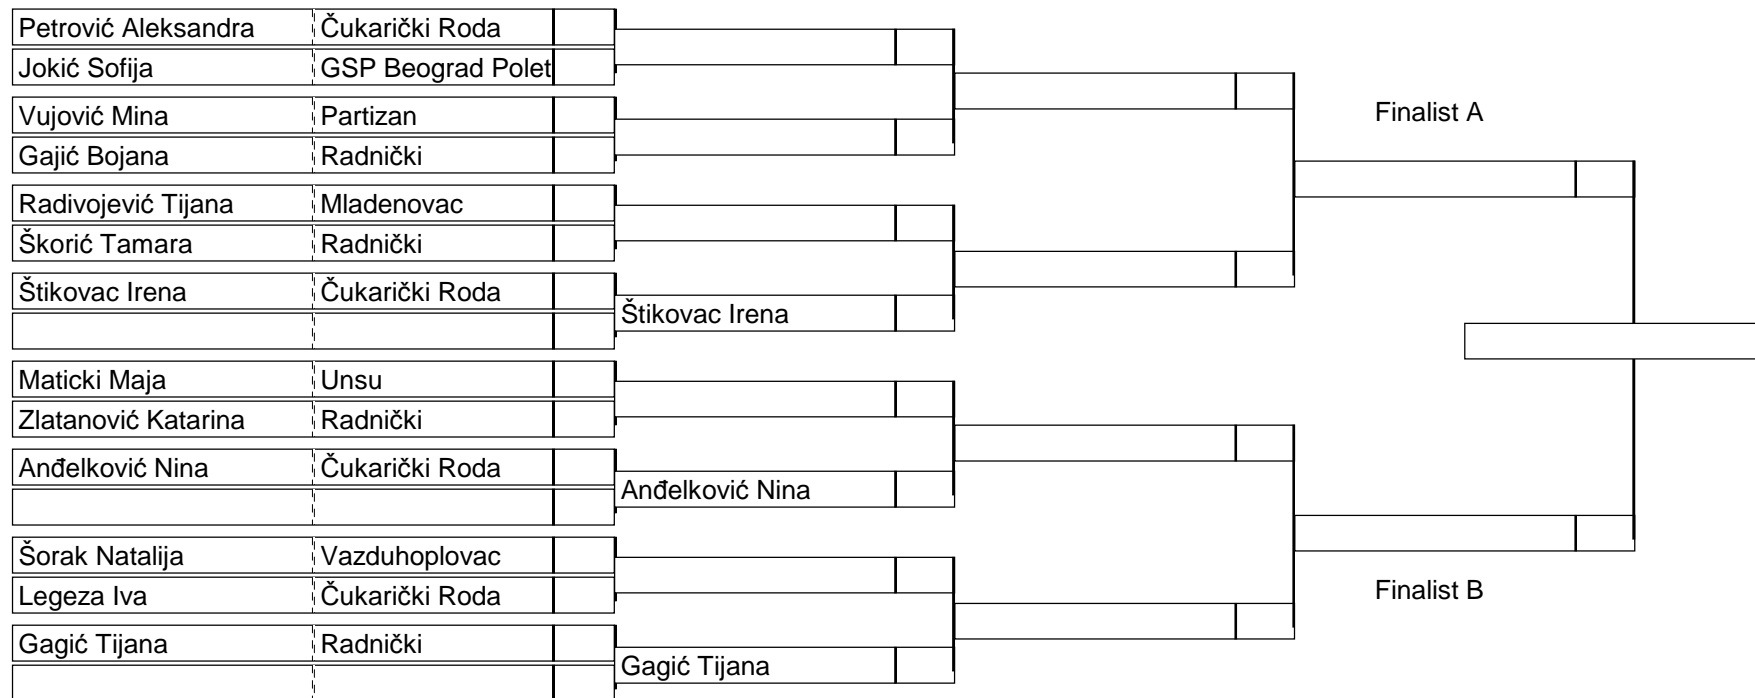 Petrović Aleksandra Čukarički Roda
Jokić Sofija GSP Beograd Polet
Vujović Mina Partizan
Gajić Bojana Radnički
Radivojević Tijana Mladenovac
Škorić Tamara Radnički
Štikovac Irena Čukarički Roda
Maticki Maja Unsu
Zlatanović Katarina Radnički
Anđelković Nina Čukarički Roda
Šorak Natalija Vazduhoplovac
Legeza Iva Čukarički Roda
Gagić Tijana Radnički
Štikovac Irena
Anđelković Nina
Gagić Tijana
Finalist A
Finalist B